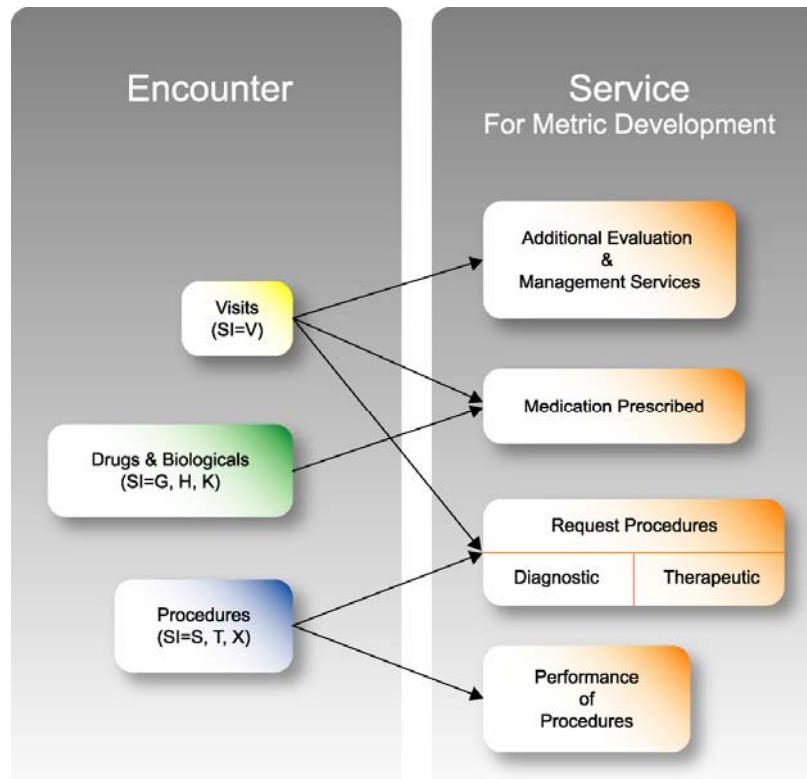 Encounter
Visits
(SI=V)
Drugs & Biologicals
(SI=G, H, K)
Procedures
(SI=S, T, X)
Service
For Metric Development
Additional Evaluation
&
Management Services
Medication Prescribed
Request Procedures
Diagnostic
Therapeutic
Performance
of
Procedures